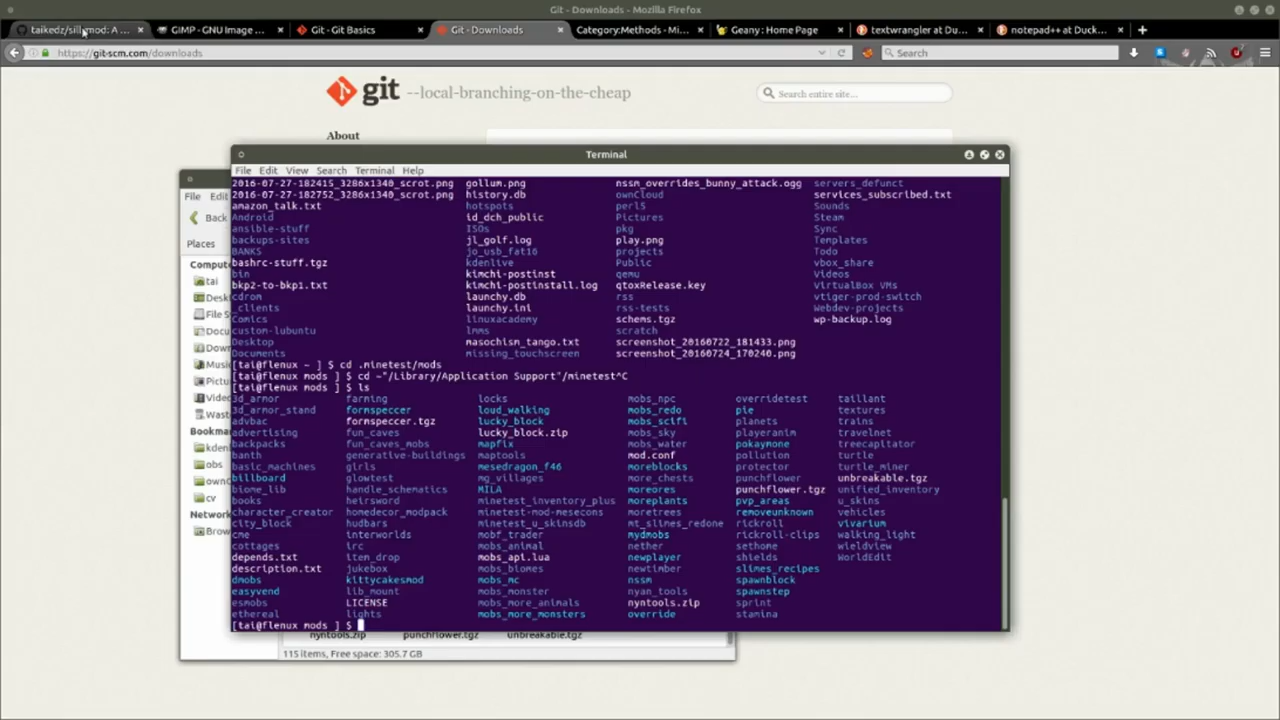 Git - Downloads - Mozilla Firefox
GIMP - GNU Image ... Git - Git Basics Git - Downloads Category:Methods - Mi... Geany : Home Page textwrangler at Du... notepad++ at Duck...
https://git-scm.com/downloads Search
git --local-branching-on-the-cheap Search entire site...
About
Terminal
File Edit View Search Terminal Help
2016-07-27-182415_3286x1340_scrot.png gollum.png nssm_overrides_bunny_attack.ogg servers_defunct
2016-07-27-182752_3286x1340_scrot.png history.db ownCloud services_subscribed.txt
amazon_talk.txt hotspots perl5 Sounds
Android id_dch_public Pictures Steam
ansible-stuff ISOs pkg Sync
backups-sites jl_golf.log play.png Templates
BANKS jo_usb_fat16 projects Todo
bashrc-stuff.tgz kdenlive Public vbox_share
bin kimchi-postinst qemu Videos
bkp2-to-bkp1.txt kimchi-postinstall.log qtoxRelease.key VirtualBox VMs
cdrom launchy.db rss vtiger-prod-switch
_clients launchy.ini rss-tests Webdev-projects
Comics linuxacademy schems.tgz wp-backup.log
custom-lubuntu lmms scratch
Desktop masochism_tango.txt screenshot_20160722_181433.png
Documents missing_touchscreen screenshot_20160724_170240.png
[tai@flenux ~ ] $ cd .minetest/mods
[tai@flenux mods ] $ cd ~"/Library/Application Support"/minetest^C
[tai@flenux mods ] $ ls
3d_armor farming locks mobs_npc overridetest taillant
3d_armor_stand formspeccer loud_walking mobs_redo pie textures
advbac formspeccer.tgz lucky_block mobs_scifi planets trains
advertising fun_caves lucky_block.zip mobs_sky playeranim travelnet
backpacks fun_caves_mobs mapfix mobs_water pokaymone treecapitator
banth generative-buildings maptools mod.conf pollution turtle
basic_machines girls mesedragon_f46 moreblocks protector turtle_miner
billboard glowtest mg_villages more_chests punchflower unbreakable.tgz
biome_lib handle_schematics MILA moreores punchflower.tgz unified_inventory
books heirsword minetest_inventory_plus moreplants pvp_areas u_skins
character_creator homedecor_modpack minetest-mod-mesecons moretrees removeunknown vehicles
city_block hudbars minetest_u_skinsdb mt_slimes_redone rickroll vivarium
cme interworlds mobf_trader mydmobs rickroll-clips walking_light
cottages irc mobs_animal nether sethome wieldview
depends.txt item_drop mobs_api.lua newplayer shields WorldEdit
description.txt jukebox mobs_biomes newtimber slimes_recipes
dmobs kittycakesmod mobs_mc nssm spawnblock
easyvend lib_mount mobs_monster nyan_tools spawnstep
esmobs LICENSE mobs_more_animals nyntools.zip sprint
ethereal lights mobs_more_monsters override stamina
[tai@flenux mods ] $
File Edit
Back
Places
tai
Network
nyntools.zip punchflower.tgz unbreakable.tgz
115 items, Free space: 305.7 GB